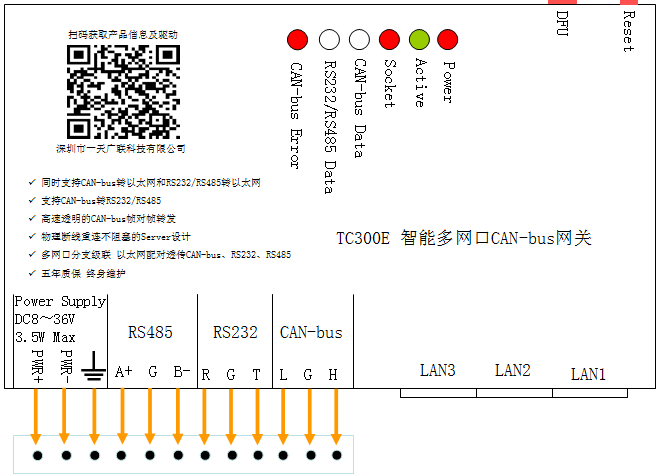 扫码获取产品信息及驱动
深圳市一天广联科技有限公司
CAN-bus Error
RS232/RS485 Data
CAN-bus Data
Socket
Active
Power
DFU
Reset
✓ 同时支持CAN-bus转以太网和RS232/RS485转以太网
✓ 支持CAN-bus转RS232/RS485
✓ 高速透明的CAN-bus帧对帧转发
✓ 物理断线重连不阻塞的Server设计
✓ 多网口分支级联 以太网配对透传CAN-bus、RS232、RS485
✓ 五年质保 终身维护
TC300E 智能多网口CAN-bus网关
Power Supply
DC8~36V
3.5W Max
PWR+
PWR-
RS485
A+ G B-
RS232
R G T
CAN-bus
L G H
LAN3 LAN2 LAN1